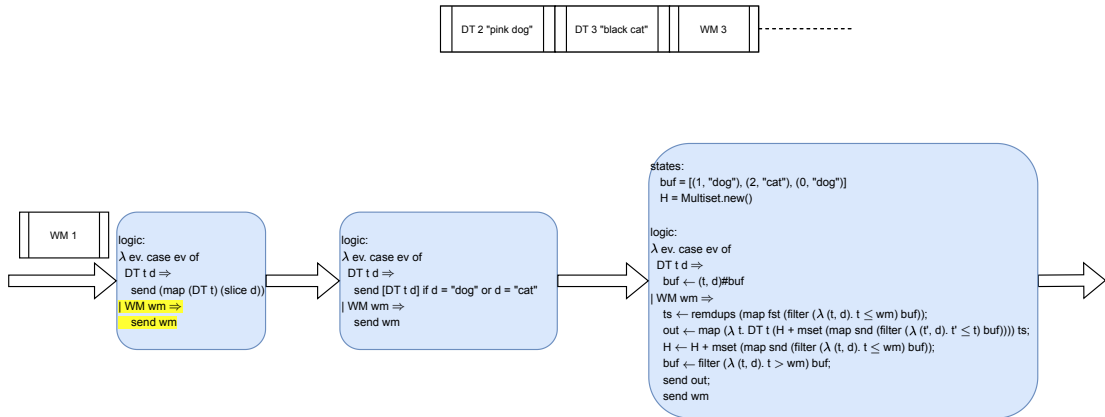 DT 2 "pink dog"
DT 3 "black cat"
WM 3
WM 1
logic:
λ ev. case ev of
DT t d ⇒
send (map (DT t) (slice d))
| WM wm ⇒
send wm
logic:
λ ev. case ev of
DT t d ⇒
send [DT t d] if d = "dog" or d = "cat"
| WM wm ⇒
send wm
states:
buf = [(1, "dog"), (2, "cat"), (0, "dog")]
H = Multiset.new()
logic:
λ ev. case ev of
DT t d ⇒
buf ← (t, d)#buf
| WM wm ⇒
ts ← remdups (map fst (filter (λ (t, d). t ≤ wm) buf));
out ← map (λ t. DT t (H + mset (map snd (filter (λ (t', d). t' ≤ t) buf)))) ts;
H ← H + mset (map snd (filter (λ (t, d). t ≤ wm) buf));
buf ← filter (λ (t, d). t > wm) buf;
send out;
send wm